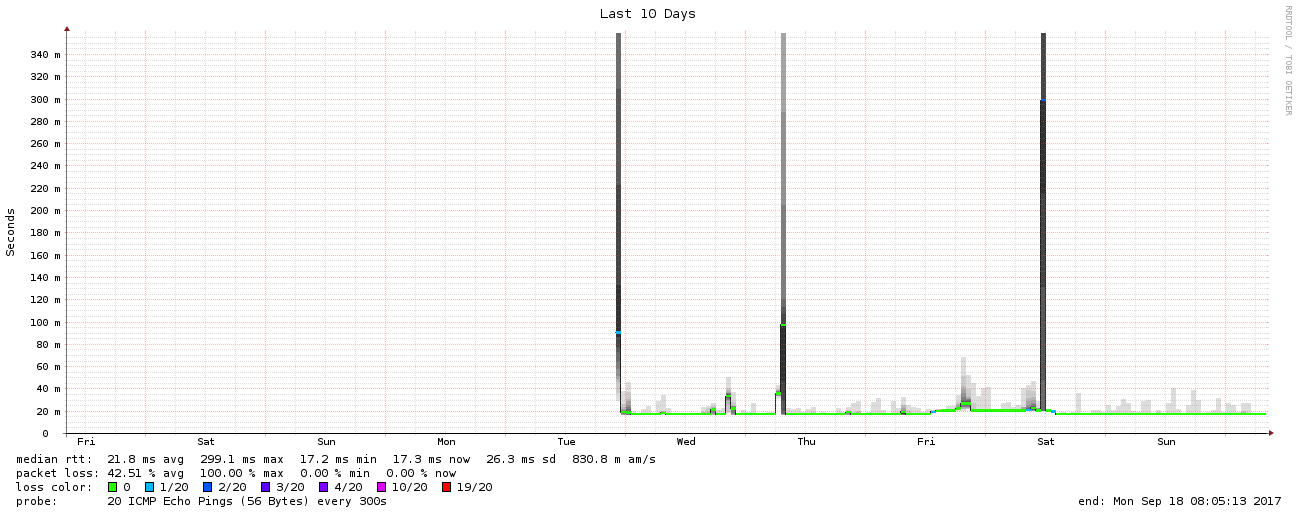 Last 10 Days
RRDTOOL / TOBI OETIKER
Seconds
340 m
320 m
300 m
280 m
260 m
240 m
220 m
200 m
180 m
160 m
140 m
120 m
100 m
80 m
60 m
40 m
20 m
0
Fri Sat Sun Mon Tue Wed Thu Fri Sat Sun
median rtt: 21.8 ms avg 299.1 ms max 17.2 ms min 17.3 ms now 26.3 ms sd 830.8 m am/s
packet loss: 42.51 % avg 100.00 % max 0.00 % min 0.00 % now
loss color: 0 1/20 2/20 3/20 4/20 10/20 19/20
probe: 20 ICMP Echo Pings (56 Bytes) every 300s end: Mon Sep 18 08:05:13 2017